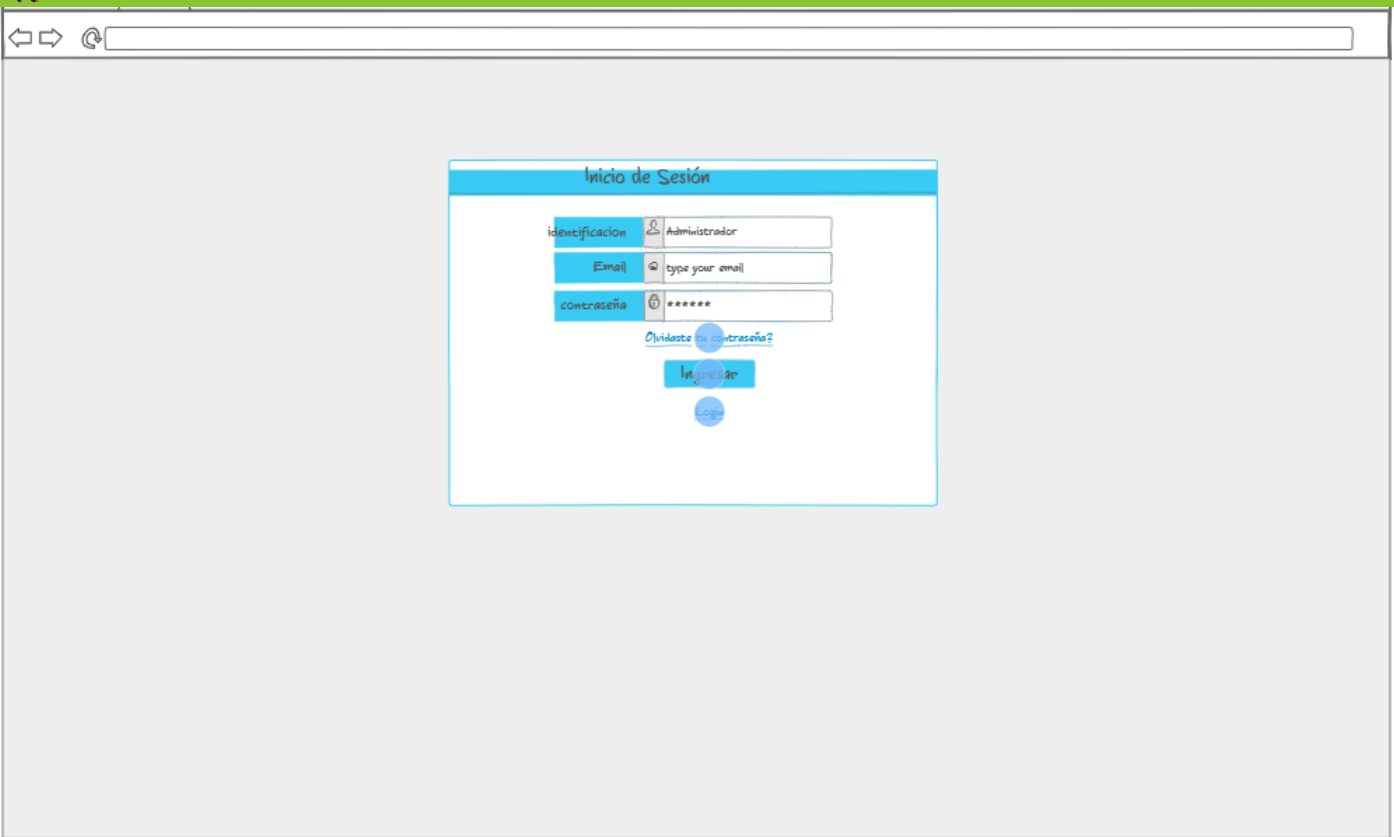 Inicio de Sesión
identificacion Administrador
Email type your email
contraseña ******
Olvidaste tu contraseña?
Ingresar
Login